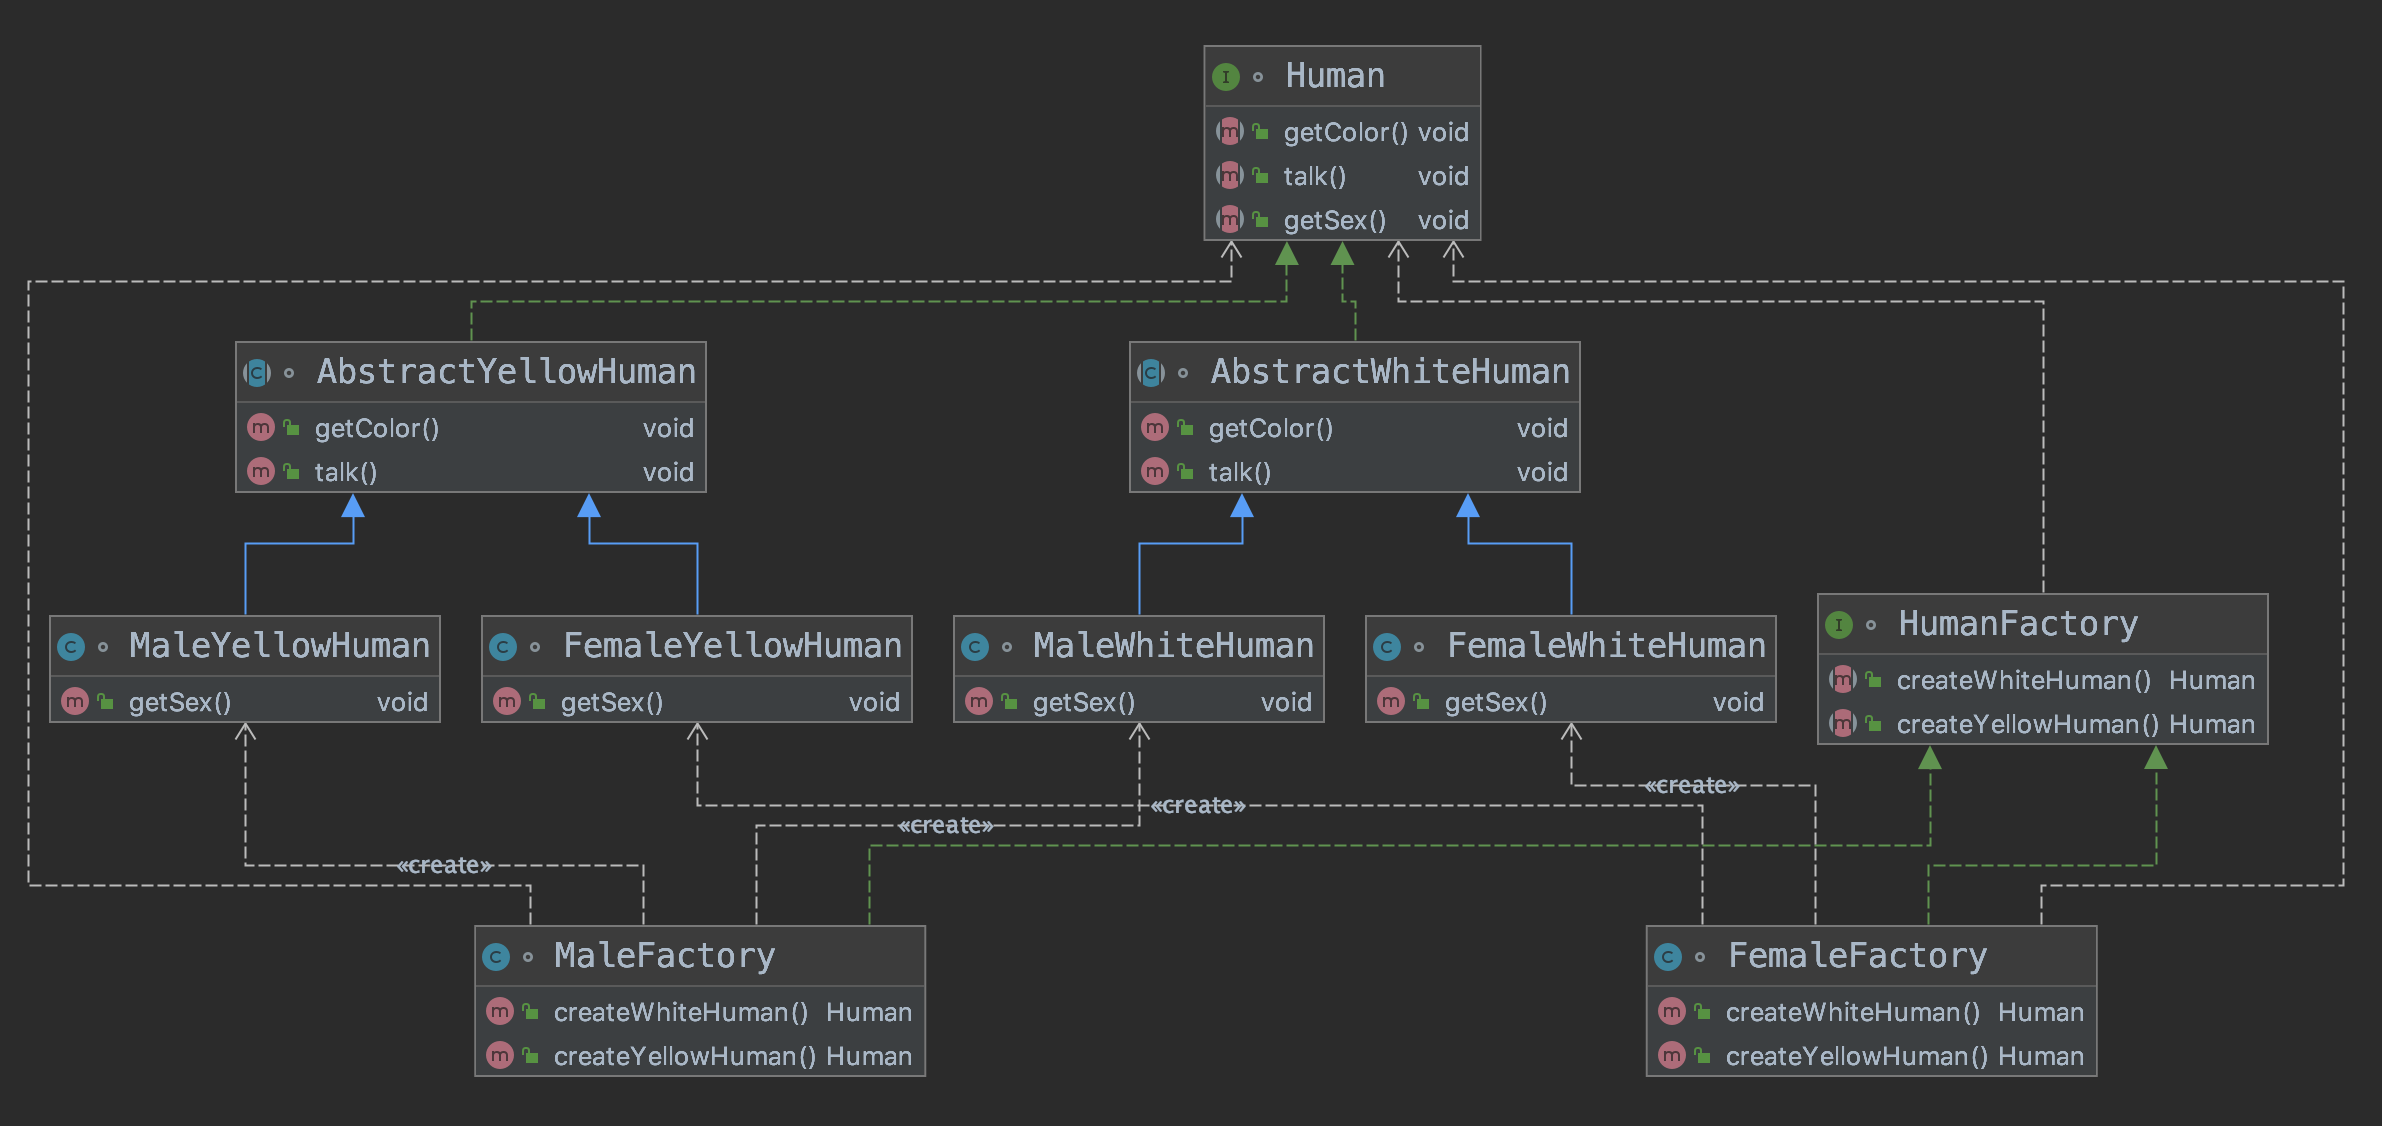 Human
getColor() void
talk() void
getSex() void
AbstractYellowHuman
getColor() void
talk() void
AbstractWhiteHuman
getColor() void
talk() void
MaleYellowHuman
getSex() void
FemaleYellowHuman
getSex() void
MaleWhiteHuman
getSex() void
FemaleWhiteHuman
getSex() void
HumanFactory
createWhiteHuman() Human
createYellowHuman() Human
«create»
«create»
«create»
«create»
MaleFactory
createWhiteHuman() Human
createYellowHuman() Human
FemaleFactory
createWhiteHuman() Human
createYellowHuman() Human